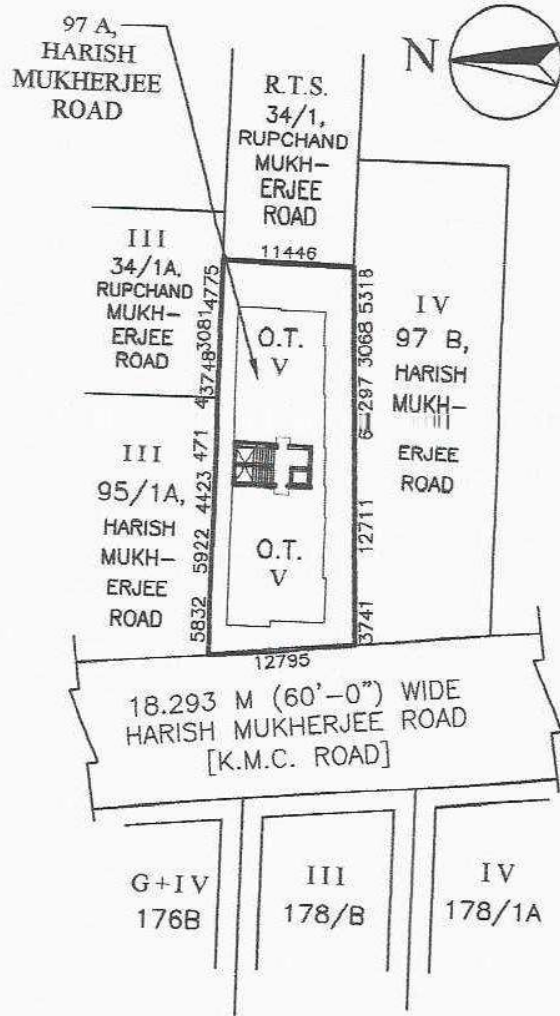 97 A,
HARISH
MUKHERJEE
ROAD
N
R.T.S.
34/1,
RUPCHAND
MUKH-
ERJEE
ROAD
11446
III
34/1A,
RUPCHAND
MUKH-
ERJEE
ROAD
4775
3081
3748
4
471
4423
5922
5832
III
95/1A,
HARISH
MUKH-
ERJEE
ROAD
O.T.
V
O.T.
V
5318
3068
297
12711
3741
IV
97 B,
HARISH
MUKH-
ERJEE
ROAD
12795
18.293 M (60'-0") WIDE
HARISH MUKHERJEE ROAD
[K.M.C. ROAD]
G+IV
176B
III
178/B
IV
178/1A